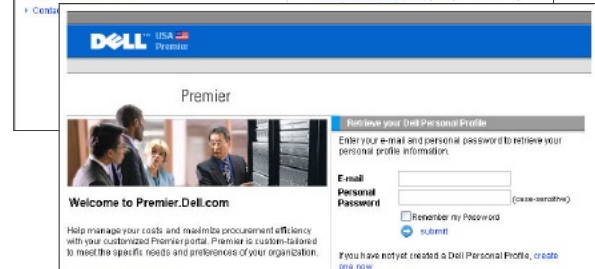 Conta
DELL™ USA
Premier
Premier
Retrieve your Dell Personal Profile
Enter your e-mail and personal password to retrieve your
personal profile information.
E-mail
Personal
Password
(case-sensitive)
Remember my Password
submit
If you have not yet created a Dell Personal Profile, create
one now
Welcome to Premier.Dell.com
Help manage your costs and maximize procurement efficiency
with your customized Premier portal. Premier is custom-tailored
to meet the specific needs and preferences of your organization.